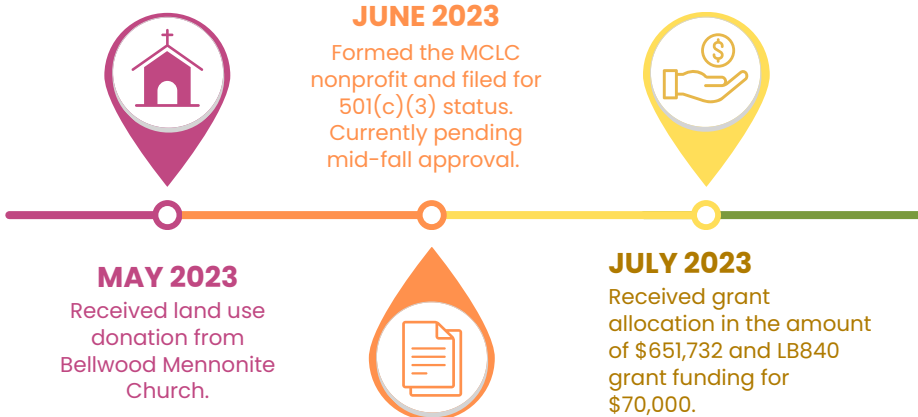 MAY 2023
Received land use
donation from
Bellwood Mennonite
Church.
JUNE 2023
Formed the MCLC
nonprofit and filed for
501(c)(3) status.
Currently pending
mid-fall approval.
$
JULY 2023
Received grant
allocation in the amount
of $651,732 and LB840
grant funding for
$70,000.